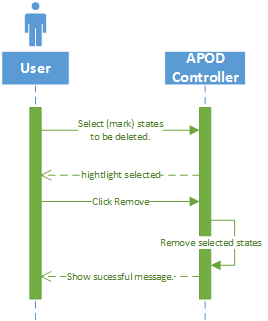 User
APOD
Controller
Select (mark) states
to be deleted.
hightlight selected
Click Remove
Remove selected states
Show sucessful message.